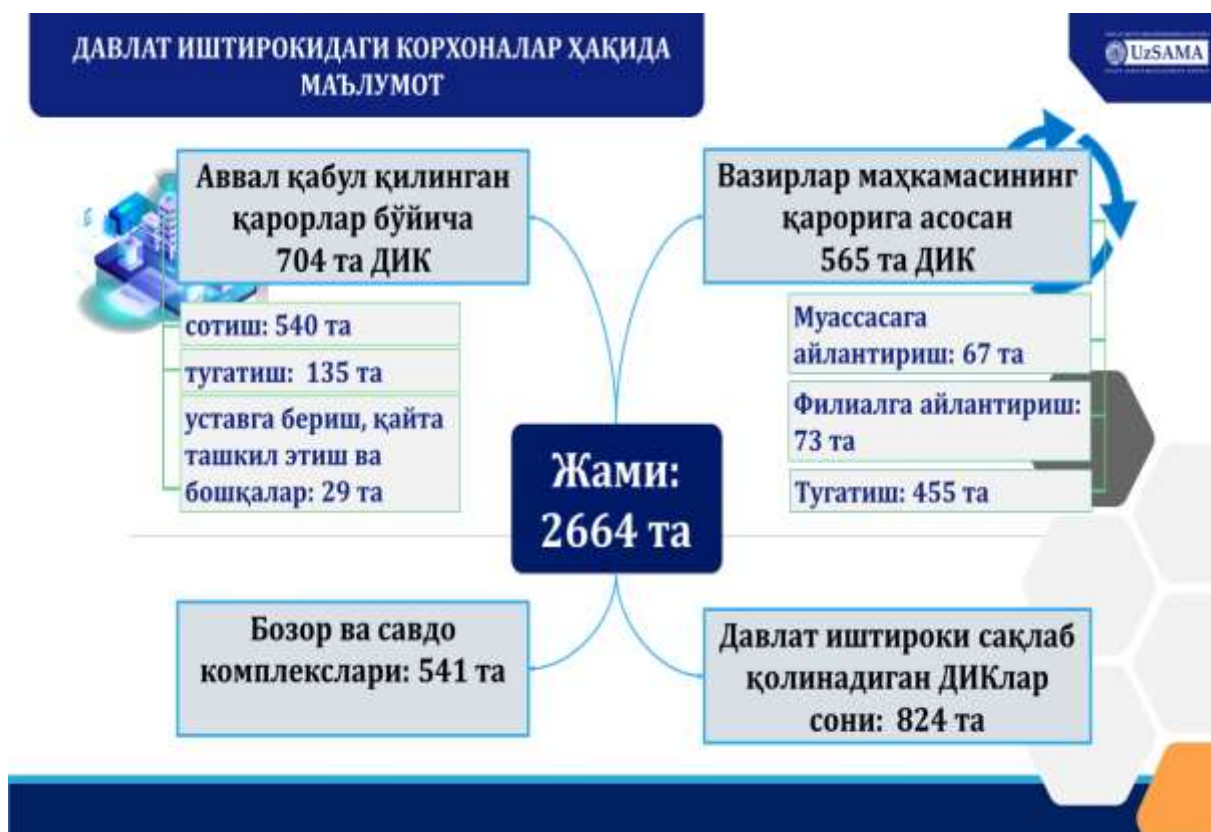 ДАВЛАТ ИШТИРОКИДАГИ КОРХОНАЛАР ҲАҚИДА
МАЪЛУМОТ
UzSAMA
Аввал қабул қилинган
қарорлар бўйича
704 та ДИК
сотиш: 540 та
тугатиш: 135 та
уставга бериш, қайта
ташкил этиш ва
бошқалар: 29 та
Вазирлар маҳкамасининг
қарорига асосан
565 та ДИК
Муассасага
айлантириш: 67 та
Филиалга айлантириш:
73 та
Тугатиш: 455 та
Жами:
2664 та
Бозор ва савдо
комплекслари: 541 та
Давлат иштироки сақлаб
қолинадиган ДИКлар
сони: 824 та